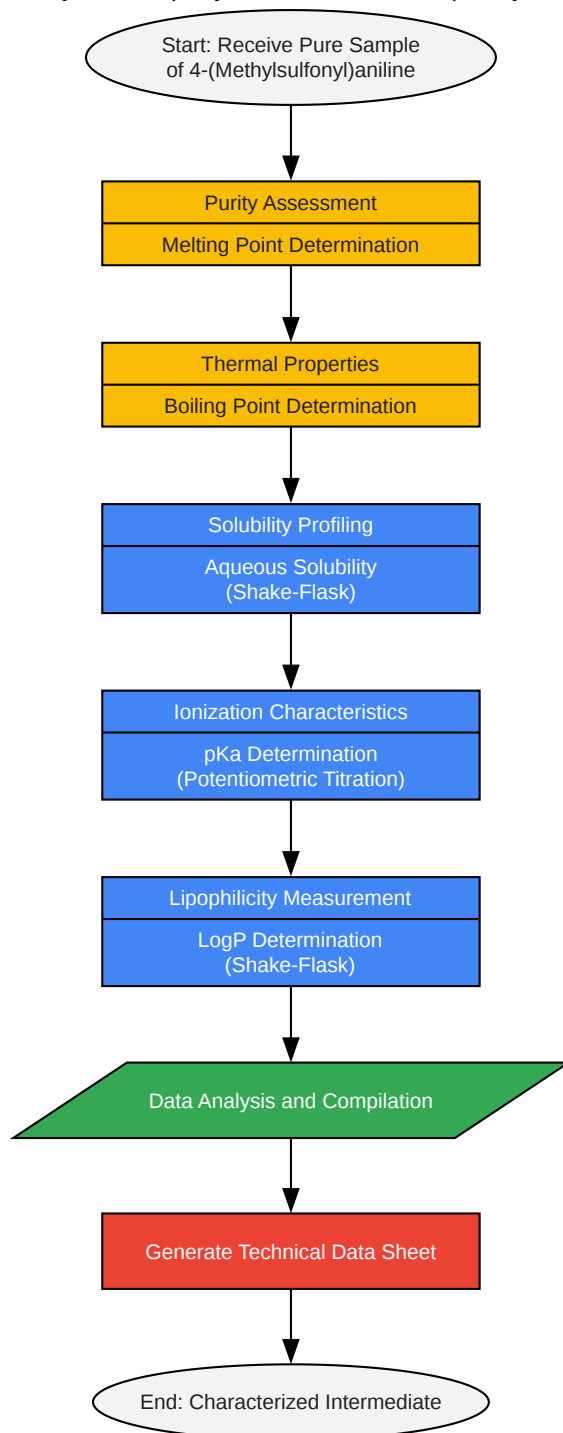 Start: Receive Pure Sample
of 4-(Methylsulfonyl)aniline
Purity Assessment
Melting Point Determination
Thermal Properties
Boiling Point Determination
Solubility Profiling
Aqueous Solubility
(Shake-Flask)
Ionization Characteristics
pKa Determination
(Potentiometric Titration)
Lipophilicity Measurement
LogP Determination
(Shake-Flask)
Data Analysis and Compilation
Generate Technical Data Sheet
End: Characterized Intermediate